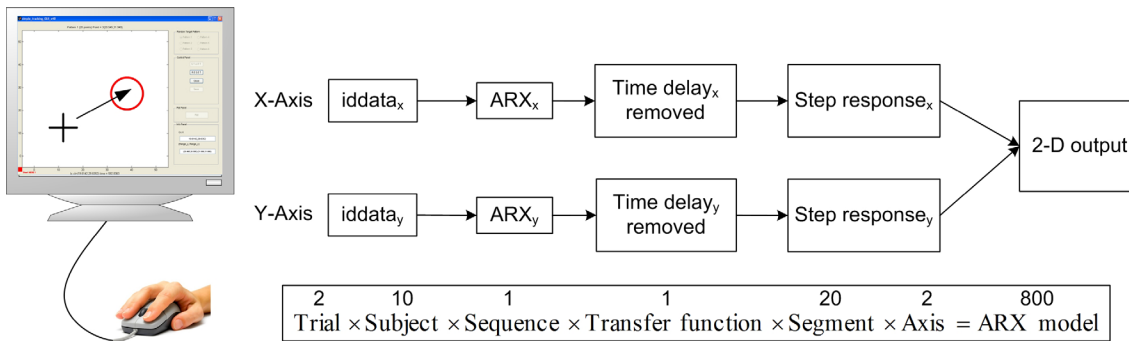 X-Axis
iddatax
ARXx
Time delayx
removed
Step responsex
2-D output
Y-Axis
iddatay
ARXy
Time delayy
removed
Step responsey
2 10 1 1 20 2 800
Trial × Subject × Sequence × Transfer function × Segment × Axis = ARX model